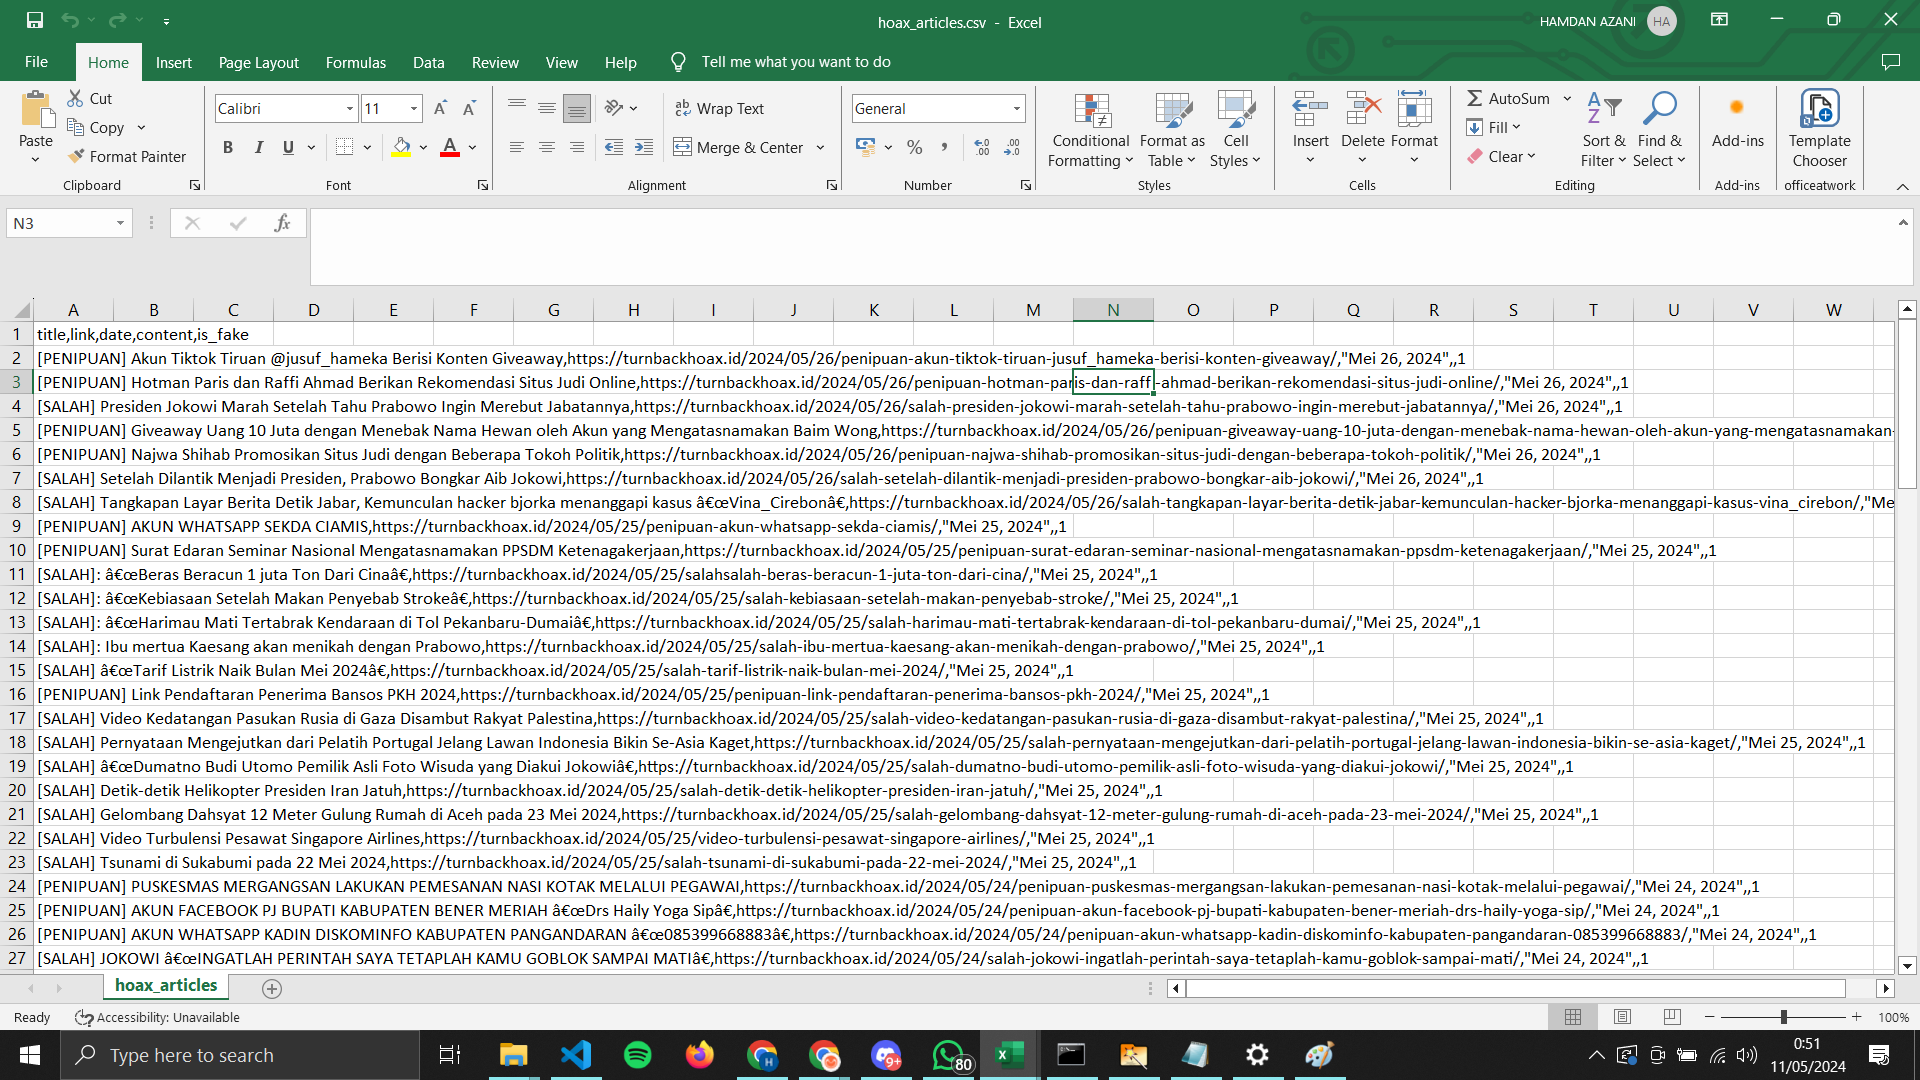 hoax_articles.csv - Excel
HAMDAN AZANI
HA
File Home Insert Page Layout Formulas Data Review View Help Tell me what you want to do
Paste
Cut
Copy
Format Painter
Clipboard
Calibri 11
B I U
Font
Wrap Text
Merge & Center
Alignment
General
Number
Conditional Formatting
Format as Table
Cell Styles
Styles
Insert Delete Format
Cells
AutoSum
Fill
Clear
Sort & Filter
Find & Select
Editing
Add-ins
Add-ins
Template Chooser
officeatwork
N3
fx
A B C D E F G H I J K L M N O P Q R S T U V W
1 title,link,date,content,is_fake
2 [PENIPUAN] Akun Tiktok Tiruan @jusuf_hameka Berisi Konten Giveaway,https://turnbackhoax.id/2024/05/26/penipuan-akun-tiktok-tiruan-jusuf_hameka-berisi-konten-giveaway/,"Mei 26, 2024",,1
3 [PENIPUAN] Hotman Paris dan Raffi Ahmad Berikan Rekomendasi Situs Judi Online,https://turnbackhoax.id/2024/05/26/penipuan-hotman-paris-dan-raffi-ahmad-berikan-rekomendasi-situs-judi-online/,"Mei 26, 2024",,1
4 [SALAH] Presiden Jokowi Marah Setelah Tahu Prabowo Ingin Merebut Jabatannya,https://turnbackhoax.id/2024/05/26/salah-presiden-jokowi-marah-setelah-tahu-prabowo-ingin-merebut-jabatannya/,"Mei 26, 2024",,1
5 [PENIPUAN] Giveaway Uang 10 Juta dengan Menebak Nama Hewan oleh Akun yang Mengatasnamakan Baim Wong,https://turnbackhoax.id/2024/05/26/penipuan-giveaway-uang-10-juta-dengan-menebak-nama-hewan-oleh-akun-yang-mengatasnamakan-
6 [PENIPUAN] Najwa Shihab Promosikan Situs Judi dengan Beberapa Tokoh Politik,https://turnbackhoax.id/2024/05/26/penipuan-najwa-shihab-promosikan-situs-judi-dengan-beberapa-tokoh-politik/,"Mei 26, 2024",,1
7 [SALAH] Setelah Dilantik Menjadi Presiden, Prabowo Bongkar Aib Jokowi,https://turnbackhoax.id/2024/05/26/salah-setelah-dilantik-menjadi-presiden-prabowo-bongkar-aib-jokowi/,"Mei 26, 2024",,1
8 [SALAH] Tangkapan Layar Berita Detik Jabar, Kemunculan hacker bjorka menanggapi kasus â€œVina_Cirebonâ€,https://turnbackhoax.id/2024/05/26/salah-tangkapan-layar-berita-detik-jabar-kemunculan-hacker-bjorka-menanggapi-kasus-vina_cirebon/,"Me
9 [PENIPUAN] AKUN WHATSAPP SEKDA CIAMIS,https://turnbackhoax.id/2024/05/25/penipuan-akun-whatsapp-sekda-ciamis/,"Mei 25, 2024",,1
10 [PENIPUAN] Surat Edaran Seminar Nasional Mengatasnamakan PPSDM Ketenagakerjaan,https://turnbackhoax.id/2024/05/25/penipuan-surat-edaran-seminar-nasional-mengatasnamakan-ppsdm-ketenagakerjaan/,"Mei 25, 2024",,1
11 [SALAH]: â€œBeras Beracun 1 juta Ton Dari Cinaâ€,https://turnbackhoax.id/2024/05/25/salahsalah-beras-beracun-1-juta-ton-dari-cina/,"Mei 25, 2024",,1
12 [SALAH]: â€œKebiasaan Setelah Makan Penyebab Strokeâ€,https://turnbackhoax.id/2024/05/25/salah-kebiasaan-setelah-makan-penyebab-stroke/,"Mei 25, 2024",,1
13 [SALAH]: â€œHarimau Mati Tertabrak Kendaraan di Tol Pekanbaru-Dumaiâ€,https://turnbackhoax.id/2024/05/25/salah-harimau-mati-tertabrak-kendaraan-di-tol-pekanbaru-dumai/,"Mei 25, 2024",,1
14 [SALAH]: Ibu mertua Kaesang akan menikah dengan Prabowo,https://turnbackhoax.id/2024/05/25/salah-ibu-mertua-kaesang-akan-menikah-dengan-prabowo/,"Mei 25, 2024",,1
15 [SALAH] â€œTarif Listrik Naik Bulan Mei 2024â€,https://turnbackhoax.id/2024/05/25/salah-tarif-listrik-naik-bulan-mei-2024/,"Mei 25, 2024",,1
16 [PENIPUAN] Link Pendaftaran Penerima Bansos PKH 2024,https://turnbackhoax.id/2024/05/25/penipuan-link-pendaftaran-penerima-bansos-pkh-2024/,"Mei 25, 2024",,1
17 [SALAH] Video Kedatangan Pasukan Rusia di Gaza Disambut Rakyat Palestina,https://turnbackhoax.id/2024/05/25/salah-video-kedatangan-pasukan-rusia-di-gaza-disambut-rakyat-palestina/,"Mei 25, 2024",,1
18 [SALAH] Pernyataan Mengejutkan dari Pelatih Portugal Jelang Lawan Indonesia Bikin Se-Asia Kaget,https://turnbackhoax.id/2024/05/25/salah-pernyataan-mengejutkan-dari-pelatih-portugal-jelang-lawan-indonesia-bikin-se-asia-kaget/,"Mei 25, 2024",,1
19 [SALAH] â€œDumatno Budi Utomo Pemilik Asli Foto Wisuda yang Diakui Jokowiâ€,https://turnbackhoax.id/2024/05/25/salah-dumatno-budi-utomo-pemilik-asli-foto-wisuda-yang-diakui-jokowi/,"Mei 25, 2024",,1
20 [SALAH] Detik-detik Helikopter Presiden Iran Jatuh,https://turnbackhoax.id/2024/05/25/salah-detik-detik-helikopter-presiden-iran-jatuh/,"Mei 25, 2024",,1
21 [SALAH] Gelombang Dahsyat 12 Meter Gulung Rumah di Aceh pada 23 Mei 2024,https://turnbackhoax.id/2024/05/25/salah-gelombang-dahsyat-12-meter-gulung-rumah-di-aceh-pada-23-mei-2024/,"Mei 25, 2024",,1
22 [SALAH] Video Turbulensi Pesawat Singapore Airlines,https://turnbackhoax.id/2024/05/25/video-turbulensi-pesawat-singapore-airlines/,"Mei 25, 2024",,1
23 [SALAH] Tsunami di Sukabumi pada 22 Mei 2024,https://turnbackhoax.id/2024/05/25/salah-tsunami-di-sukabumi-pada-22-mei-2024/,"Mei 25, 2024",,1
24 [PENIPUAN] PUSKESMAS MERGANGSAN LAKUKAN PEMESANAN NASI KOTAK MELALUI PEGAWAI,https://turnbackhoax.id/2024/05/24/penipuan-puskesmas-mergangsan-lakukan-pemesanan-nasi-kotak-melalui-pegawai/,"Mei 24, 2024",,1
25 [PENIPUAN] AKUN FACEBOOK PJ BUPATI KABUPATEN BENER MERIAH â€œDrs Haily Yoga Sipâ€,https://turnbackhoax.id/2024/05/24/penipuan-akun-facebook-pj-bupati-kabupaten-bener-meriah-drs-haily-yoga-sip/,"Mei 24, 2024",,1
26 [PENIPUAN] AKUN WHATSAPP KADIN DISKOMINFO KABUPATEN PANGANDARAN â€œ085399668883â€,https://turnbackhoax.id/2024/05/24/penipuan-akun-whatsapp-kadin-diskominfo-kabupaten-pangandaran-085399668883/,"Mei 24, 2024",,1
27 [SALAH] JOKOWI â€œINGATLAH PERINTAH SAYA TETAPLAH KAMU GOBLOK SAMPAI MATIâ€,https://turnbackhoax.id/2024/05/24/salah-jokowi-ingatlah-perintah-saya-tetaplah-kamu-goblok-sampai-mati/,"Mei 24, 2024",,1
hoax_articles
Ready Accessibility: Unavailable
100%
Type here to search
9+
80
0:51
11/05/2024